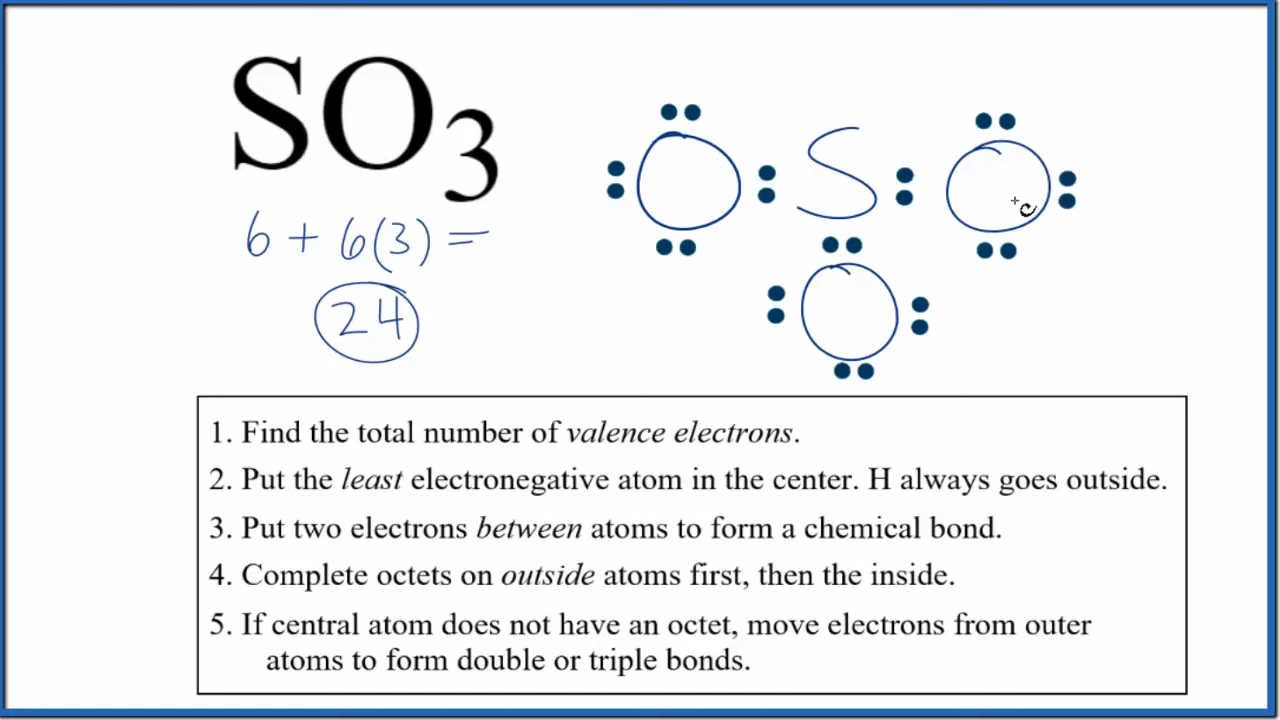 SO₃
6 + 6(3) =
24
O S O
O
1. Find the total number of valence electrons.
2. Put the least electronegative atom in the center. H always goes outside.
3. Put two electrons between atoms to form a chemical bond.
4. Complete octets on outside atoms first, then the inside.
5. If central atom does not have an octet, move electrons from outer
atoms to form double or triple bonds.